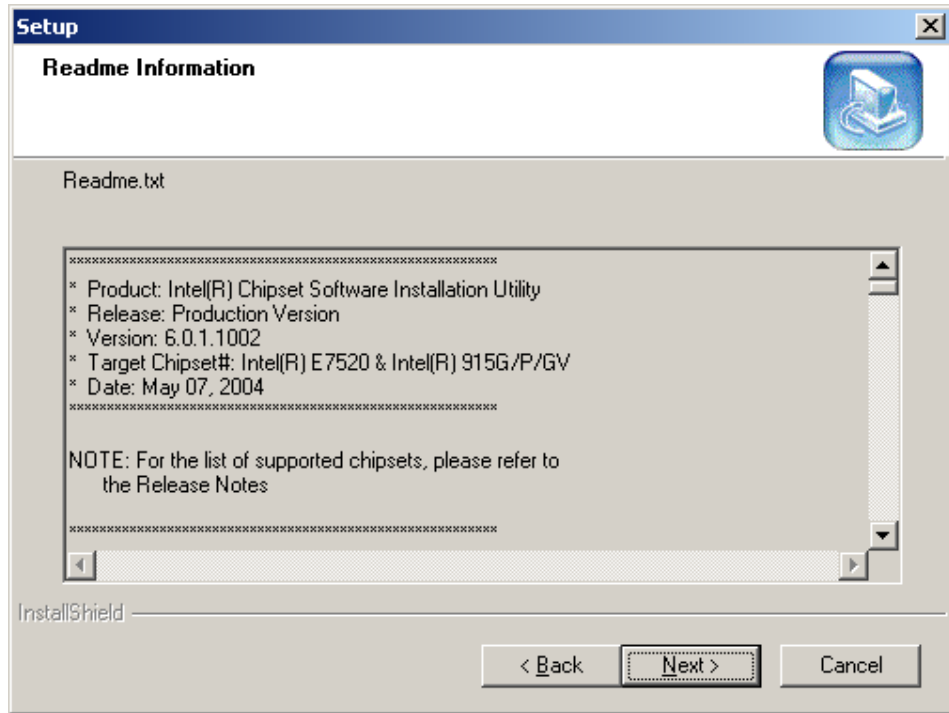 Setup
Readme Information
Readme.txt
*********************************************************
* Product: Intel(R) Chipset Software Installation Utility
* Release: Production Version
* Version: 6.0.1.1002
* Target Chipset#: Intel(R) E7520 & Intel(R) 915G/P/GV
* Date: May 07, 2004
*********************************************************
NOTE: For the list of supported chipsets, please refer to
the Release Notes
*********************************************************
InstallShield
< Back
Next >
Cancel